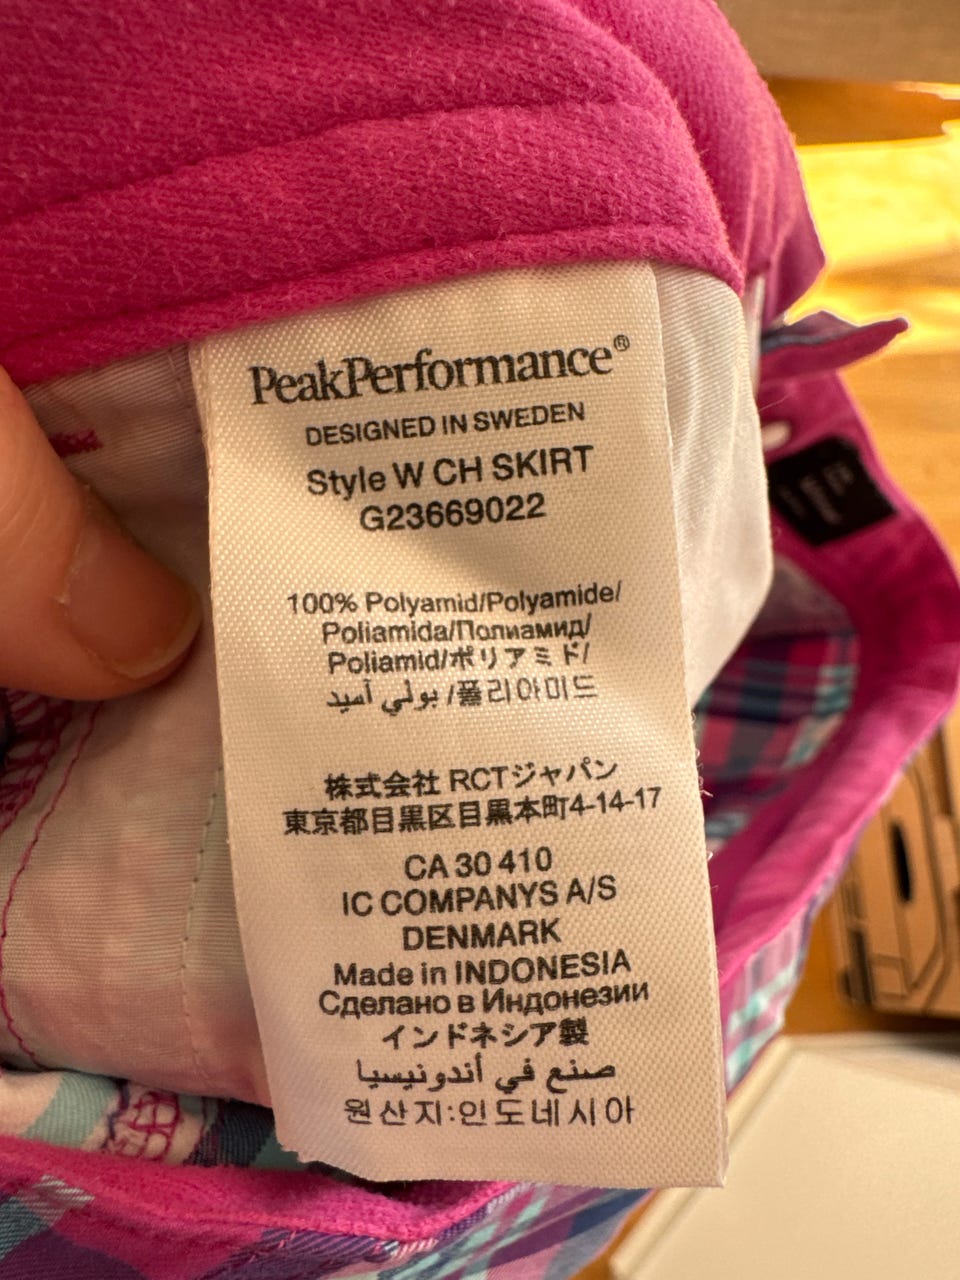 PeakPerformance®
DESIGNED IN SWEDEN
Style W CH SKIRT
G23669022
100% Polyamid/Polyamide/
Poliamida/Полиамид/
Poliamid/ポリアミド/
폴리아미드/ بولي أميد
株式会社 RCTジャパン
東京都目黒区目黒本町4-14-17
CA 30 410
IC COMPANYS A/S
DENMARK
Made in INDONESIA
Сделано в Индонезии
インドネシア製
صنع في أندونيسيا
원산지:인도네시아